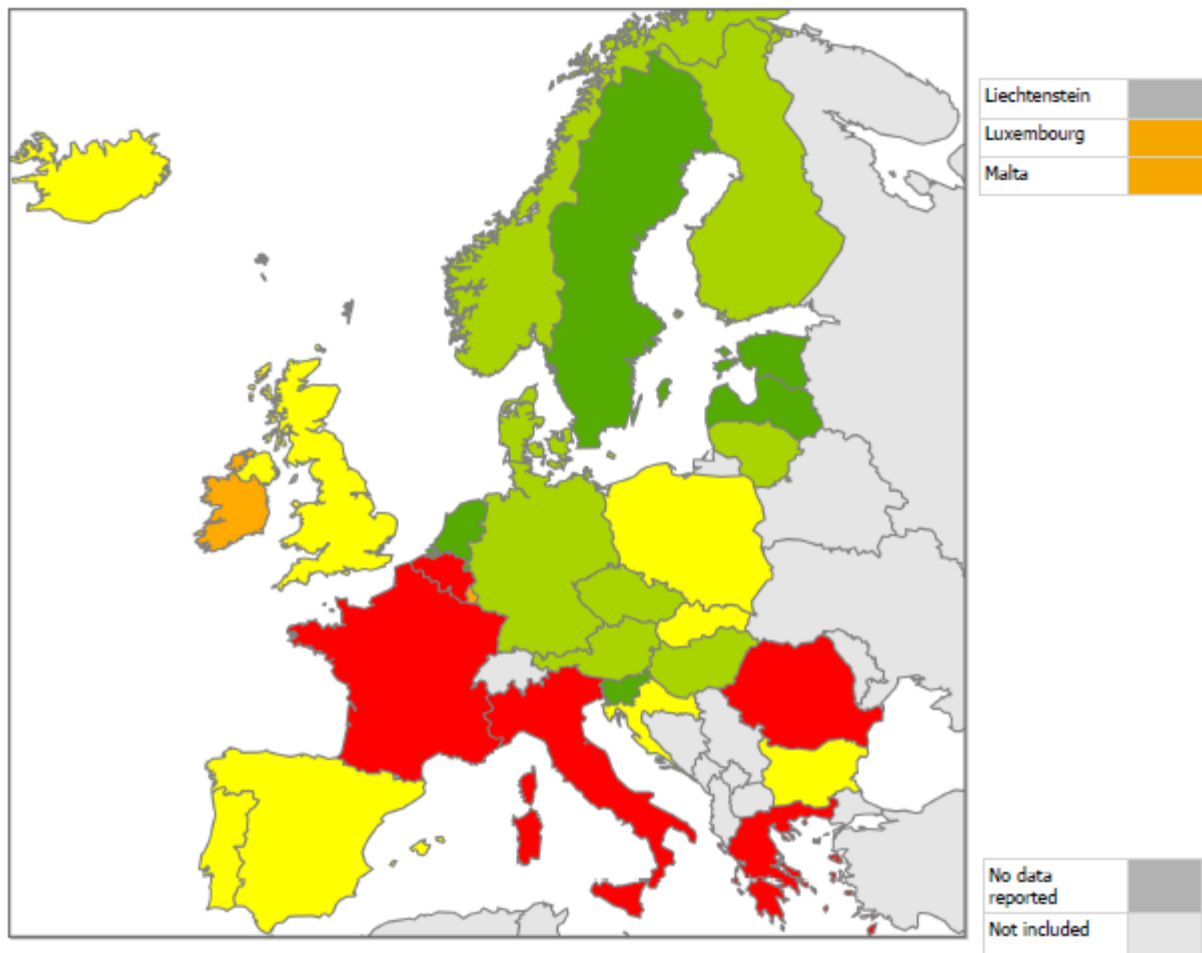 Liechtenstein
Luxembourg
Malta
No data
reported
Not included